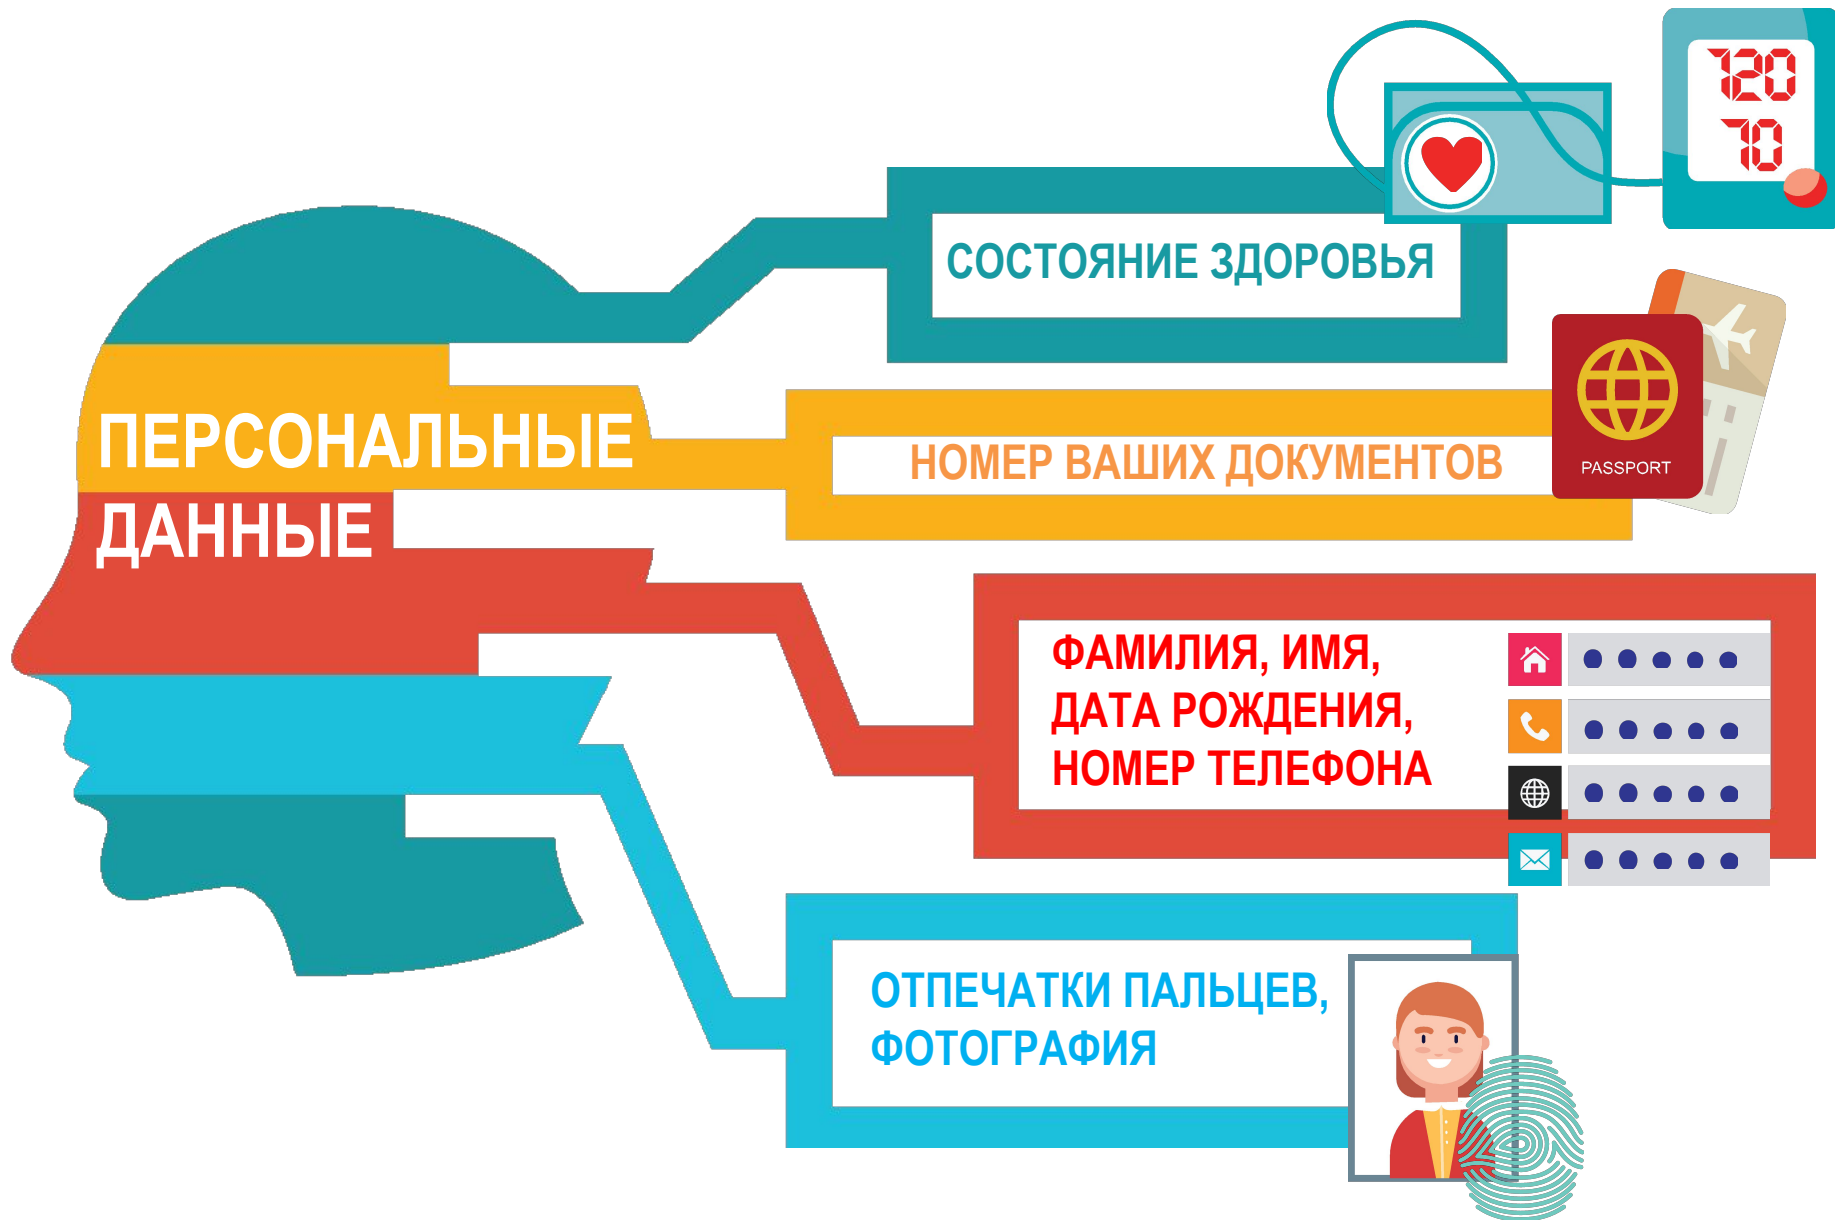 120
70
СОСТОЯНИЕ ЗДОРОВЬЯ
ПЕРСОНАЛЬНЫЕ
ДАННЫЕ
НОМЕР ВАШИХ ДОКУМЕНТОВ
PASSPORT
ФАМИЛИЯ, ИМЯ,
ДАТА РОЖДЕНИЯ,
НОМЕР ТЕЛЕФОНА
ОТПЕЧАТКИ ПАЛЬЦЕВ,
ФОТОГРАФИЯ